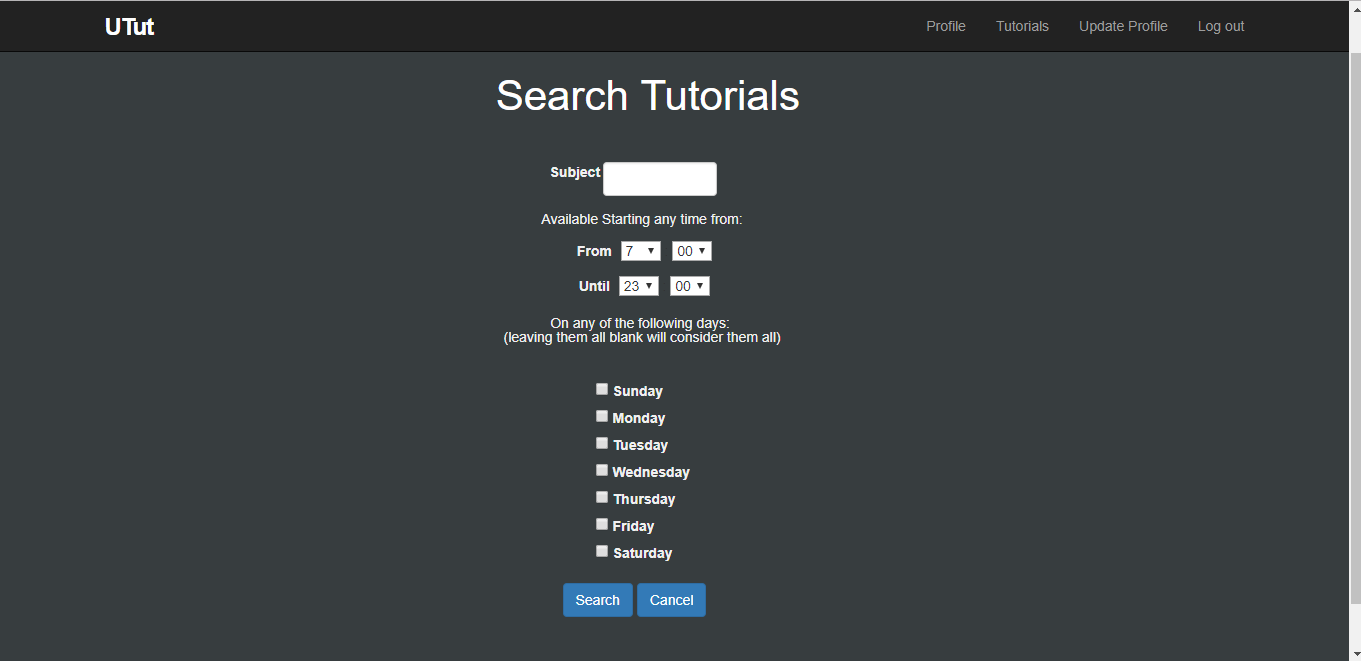 UTut Profile Tutorials Update Profile Log out
Search Tutorials
Subject
Available Starting any time from:
From 7 00
Until 23 00
On any of the following days:
(leaving them all blank will consider them all)
Sunday
Monday
Tuesday
Wednesday
Thursday
Friday
Saturday
Search Cancel